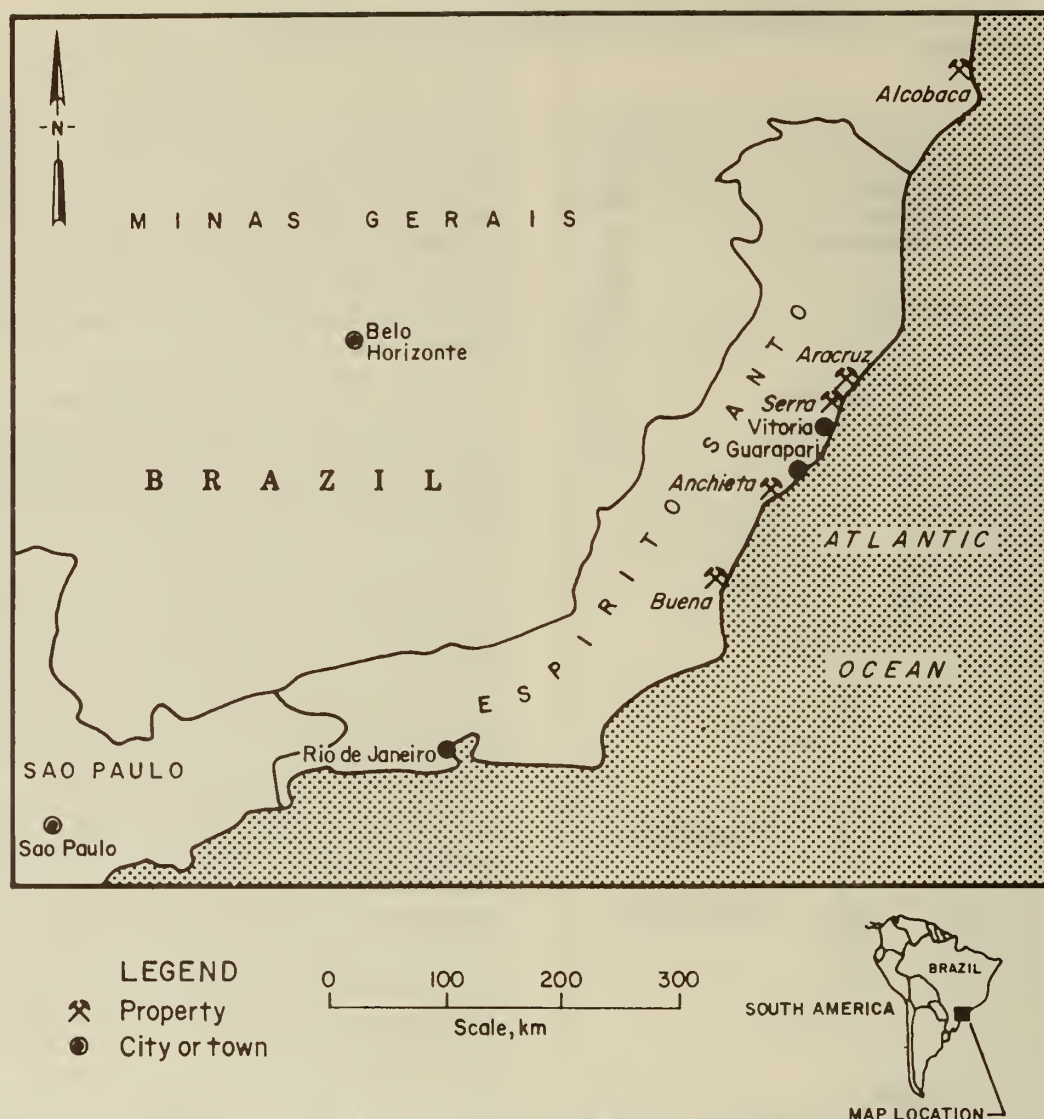 Alcobaca
-N-
MINAS GERAIS
Belo
Horizonte
Aracruz
Serra
Vitoria
Guarapari
BRAZIL
Anchieta
ATLANTIC
Buena
ESPIRITO SANTO
OCEAN
Rio de Janeiro
SAO PAULO
Sao Paulo
LEGEND
Property
City or town
0 100 200 300
Scale, km
BRAZIL
SOUTH AMERICA
MAP LOCATION